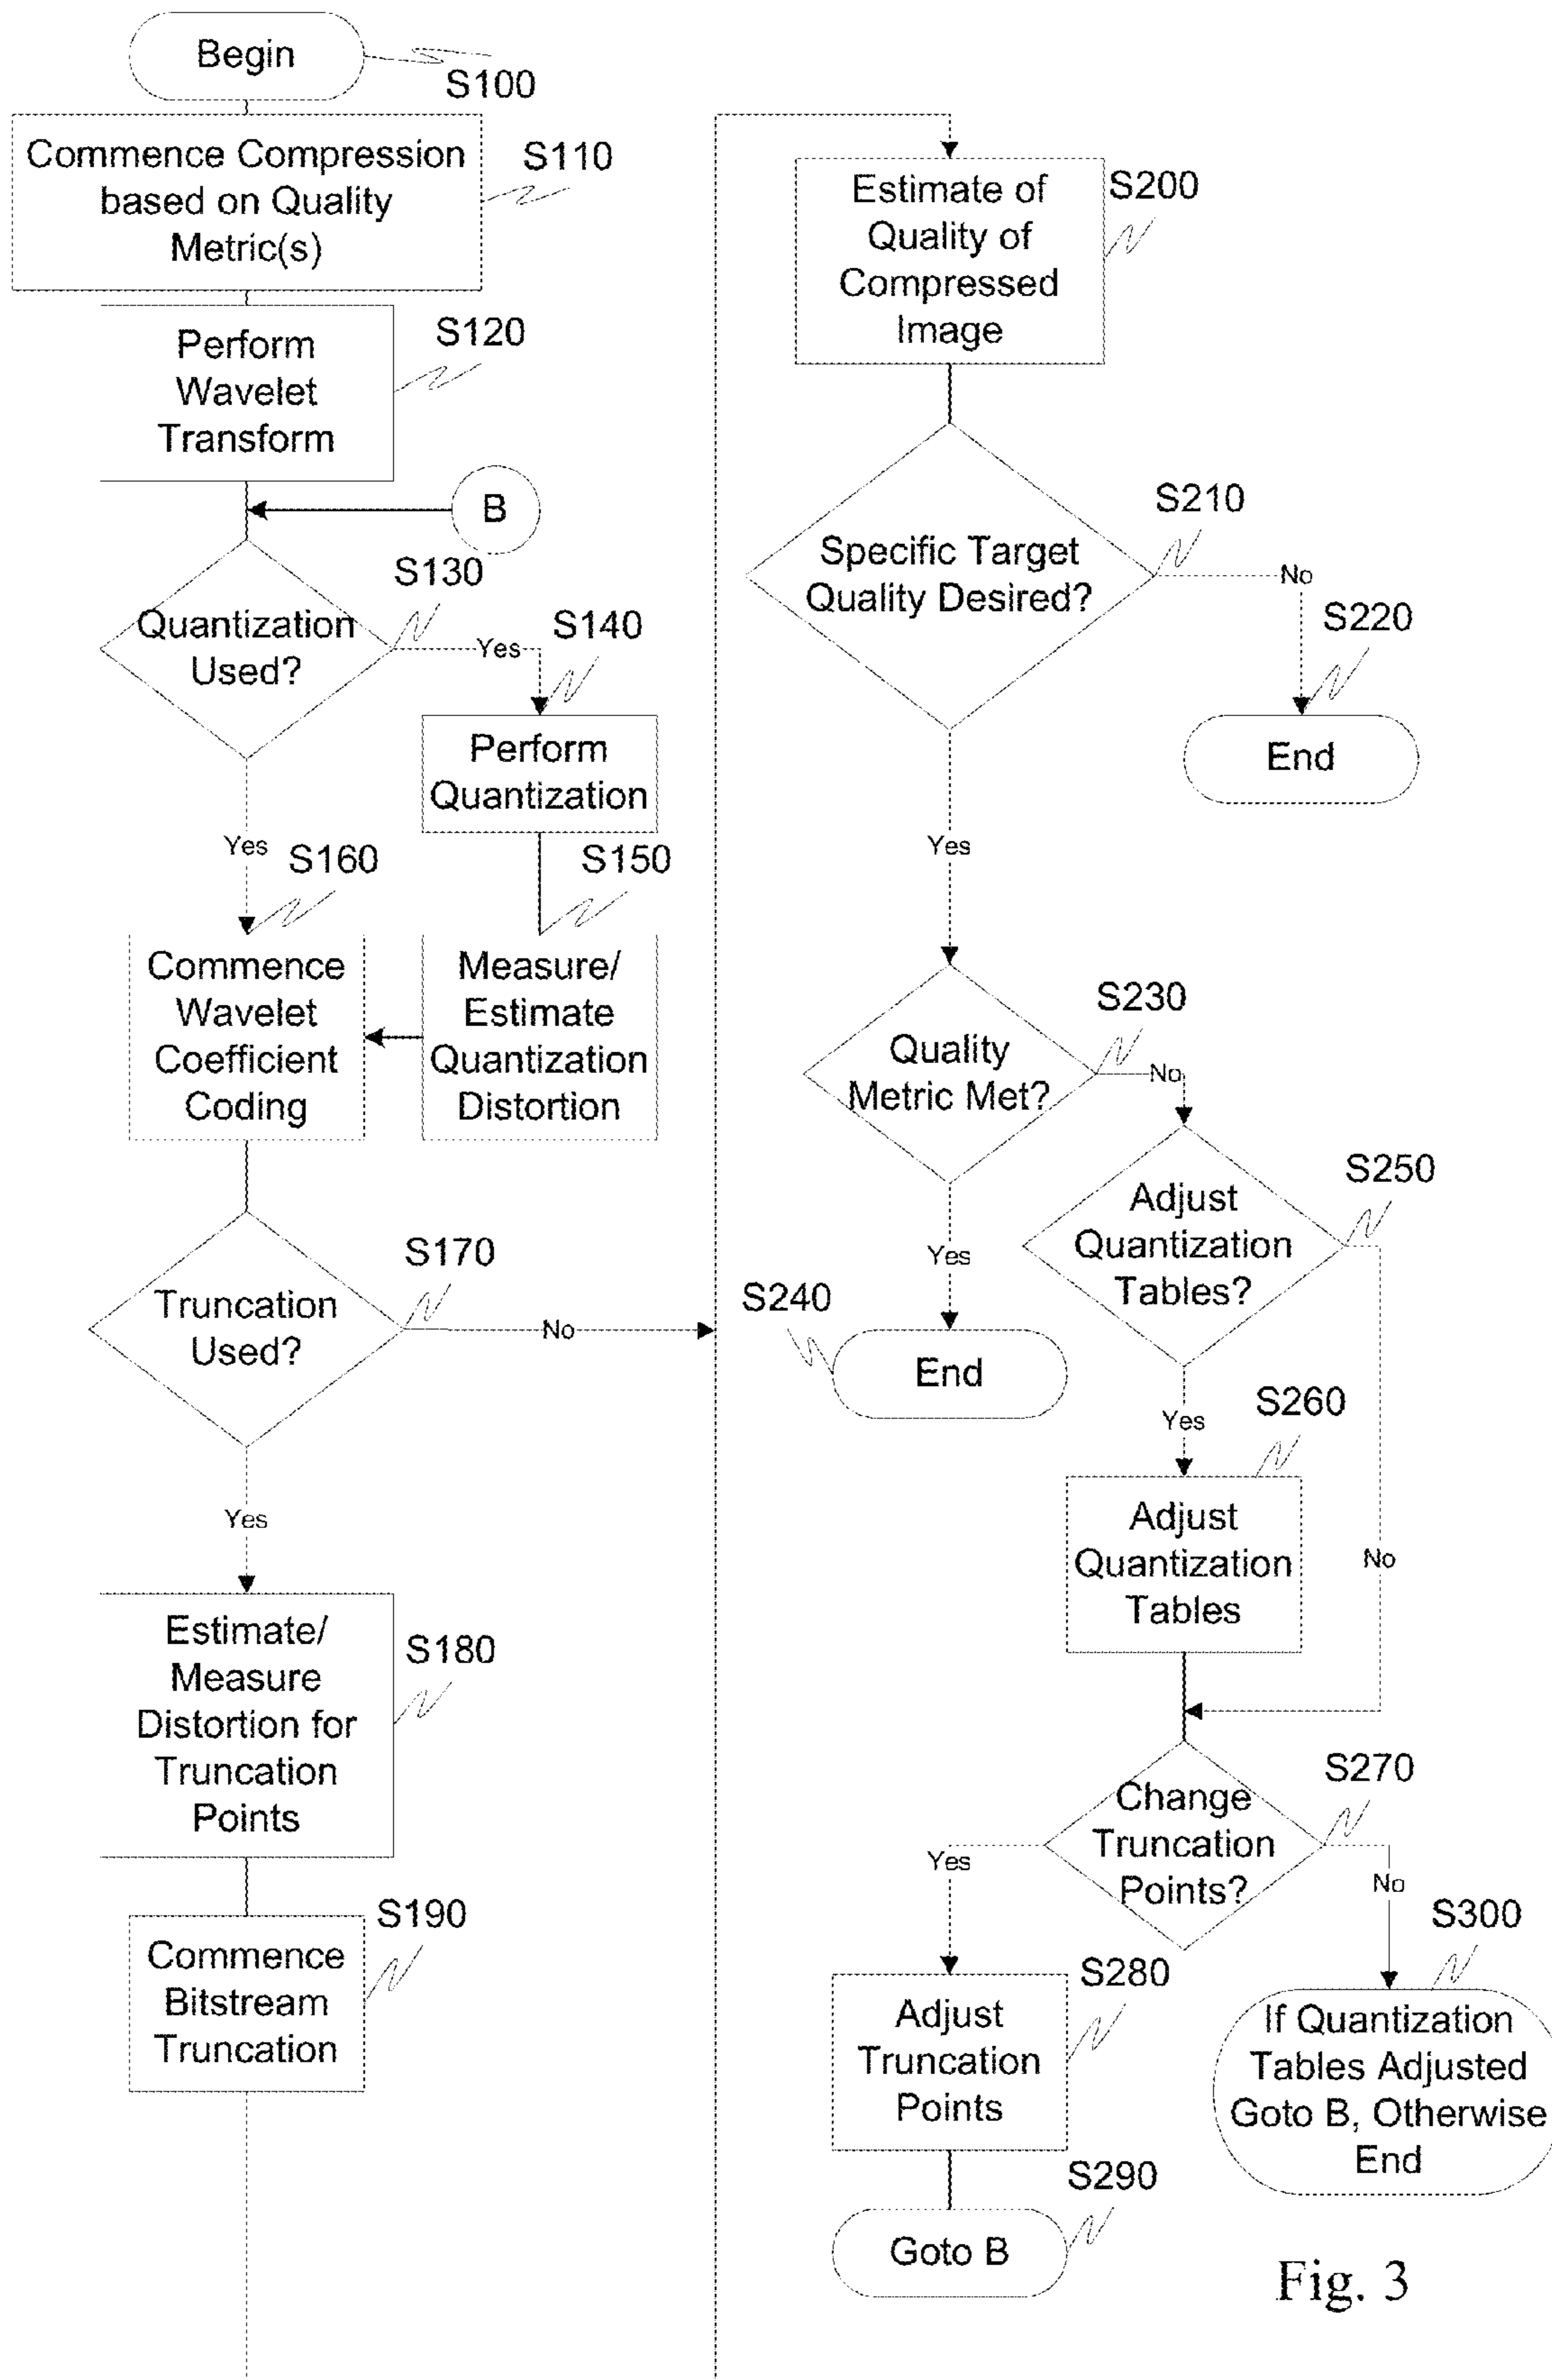 Begin
S100
Commence Compression
based on Quality
Metric(s)
S110
Perform
Wavelet
Transform
S120
B
Quantization
Used?
S130
Yes
S140
Perform
Quantization
Yes
S160
S150
Commence
Wavelet
Coefficient
Coding
Measure/
Estimate
Quantization
Distortion
Truncation
Used?
S170
No
Yes
Estimate/
Measure
Distortion for
Truncation
Points
S180
Commence
Bitstream
Truncation
S190
Estimate of
Quality of
Compressed
Image
S200
Specific Target
Quality Desired?
S210
No
S220
End
Yes
Quality
Metric Met?
S230
No
Yes
S240
End
Adjust
Quantization
Tables?
S250
Yes
S260
Adjust
Quantization
Tables
No
Change
Truncation
Points?
S270
Yes
No
S280
Adjust
Truncation
Points
S300
If Quantization
Tables Adjusted
Goto B, Otherwise
End
S290
Goto B
Fig. 3